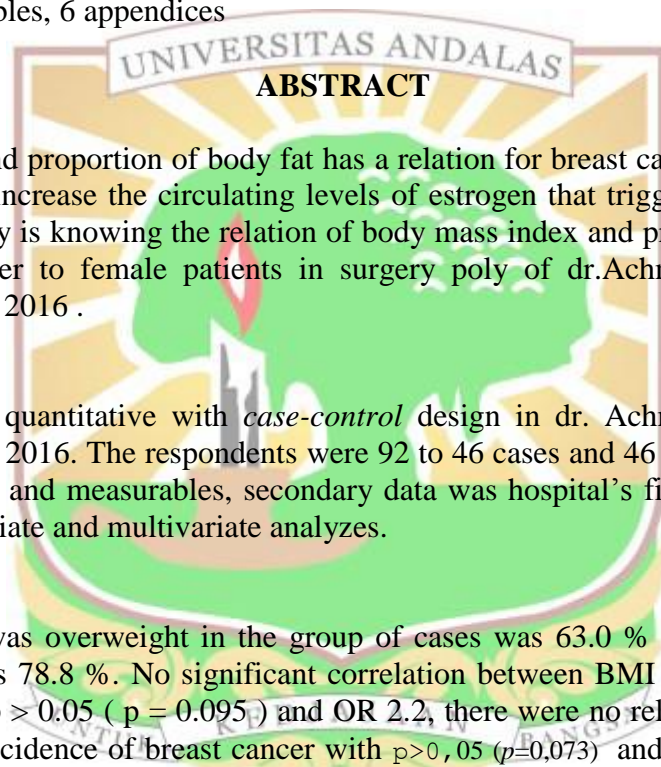 bles, 6 appendices
UNIVERSITAS ANDALAS
ABSTRACT
nd proportion of body fat has a relation for breast ca
increase the circulating levels of estrogen that trigg
y is knowing the relation of body mass index and p
er to female patients in surgery poly of dr.Achr
2016 .
quantitative with case-control design in dr. Achr
2016. The respondents were 92 to 46 cases and 46
and measurables, secondary data was hospital's fi
iate and multivariate analyzes.
was overweight in the group of cases was 63.0 %
s 78.8 %. No significant correlation between BMI
p > 0.05 ( p = 0.095 ) and OR 2.2, there were no rel
cidence of breast cancer with p>0,05 (p=0,073) and